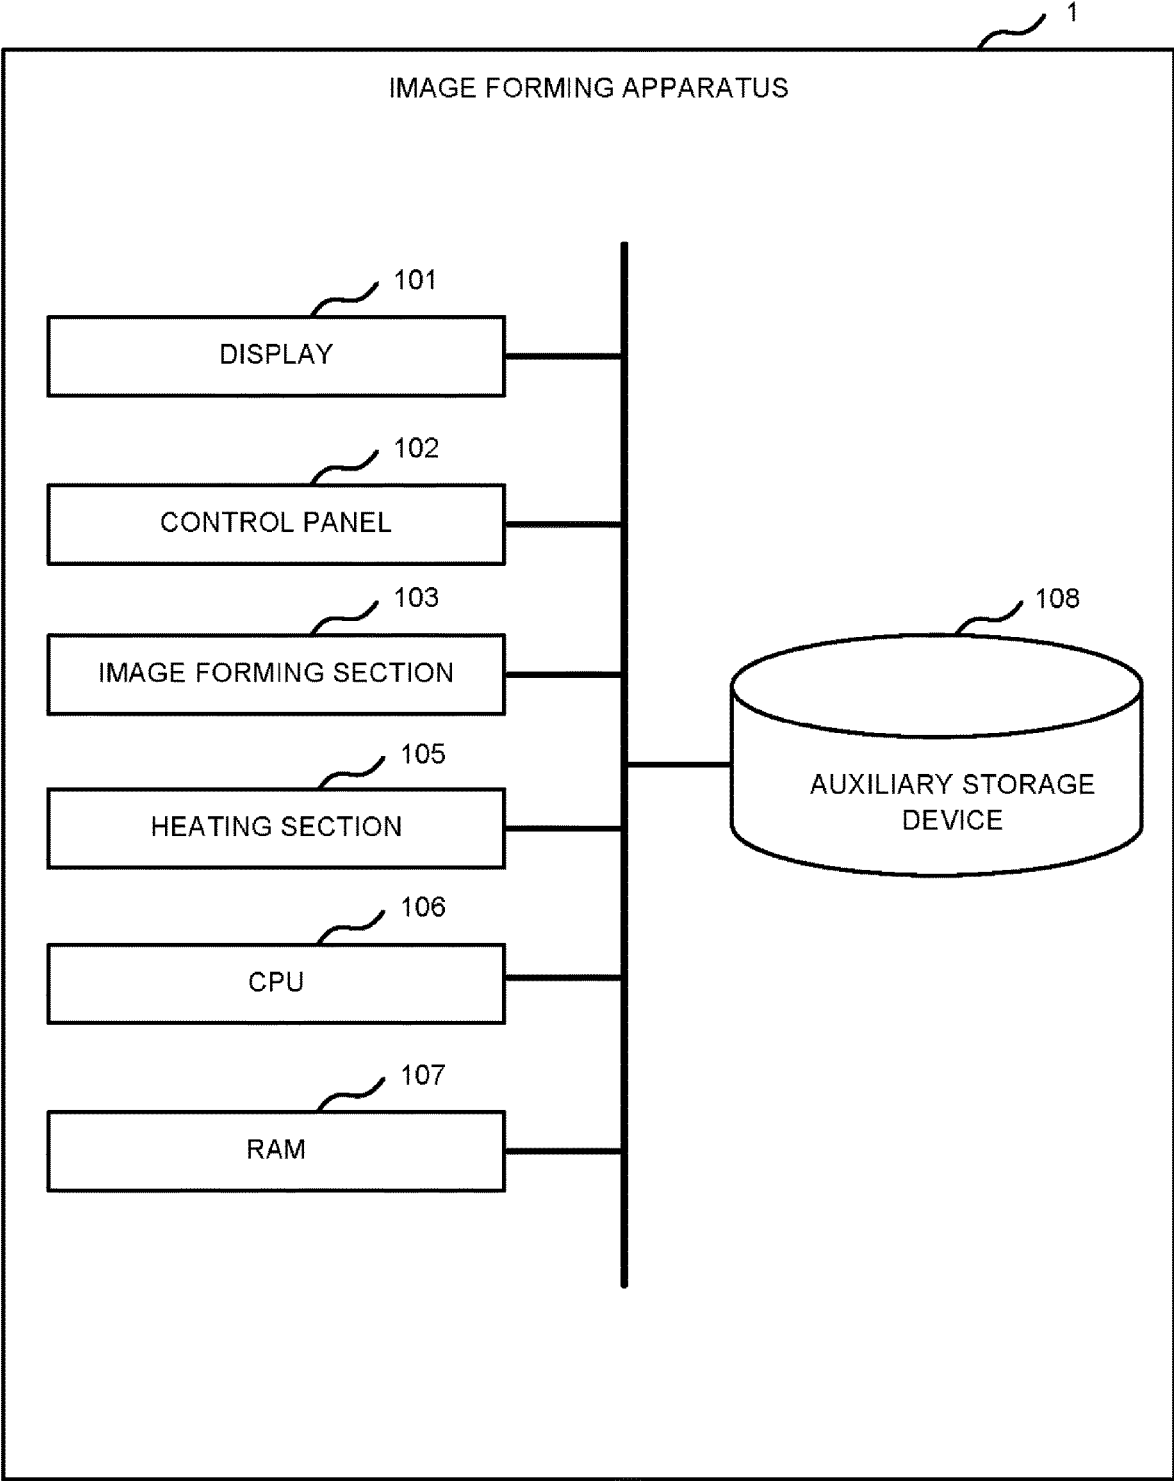 1
IMAGE FORMING APPARATUS
101
DISPLAY
102
CONTROL PANEL
103
IMAGE FORMING SECTION
105
HEATING SECTION
106
CPU
107
RAM
108
AUXILIARY STORAGE
DEVICE